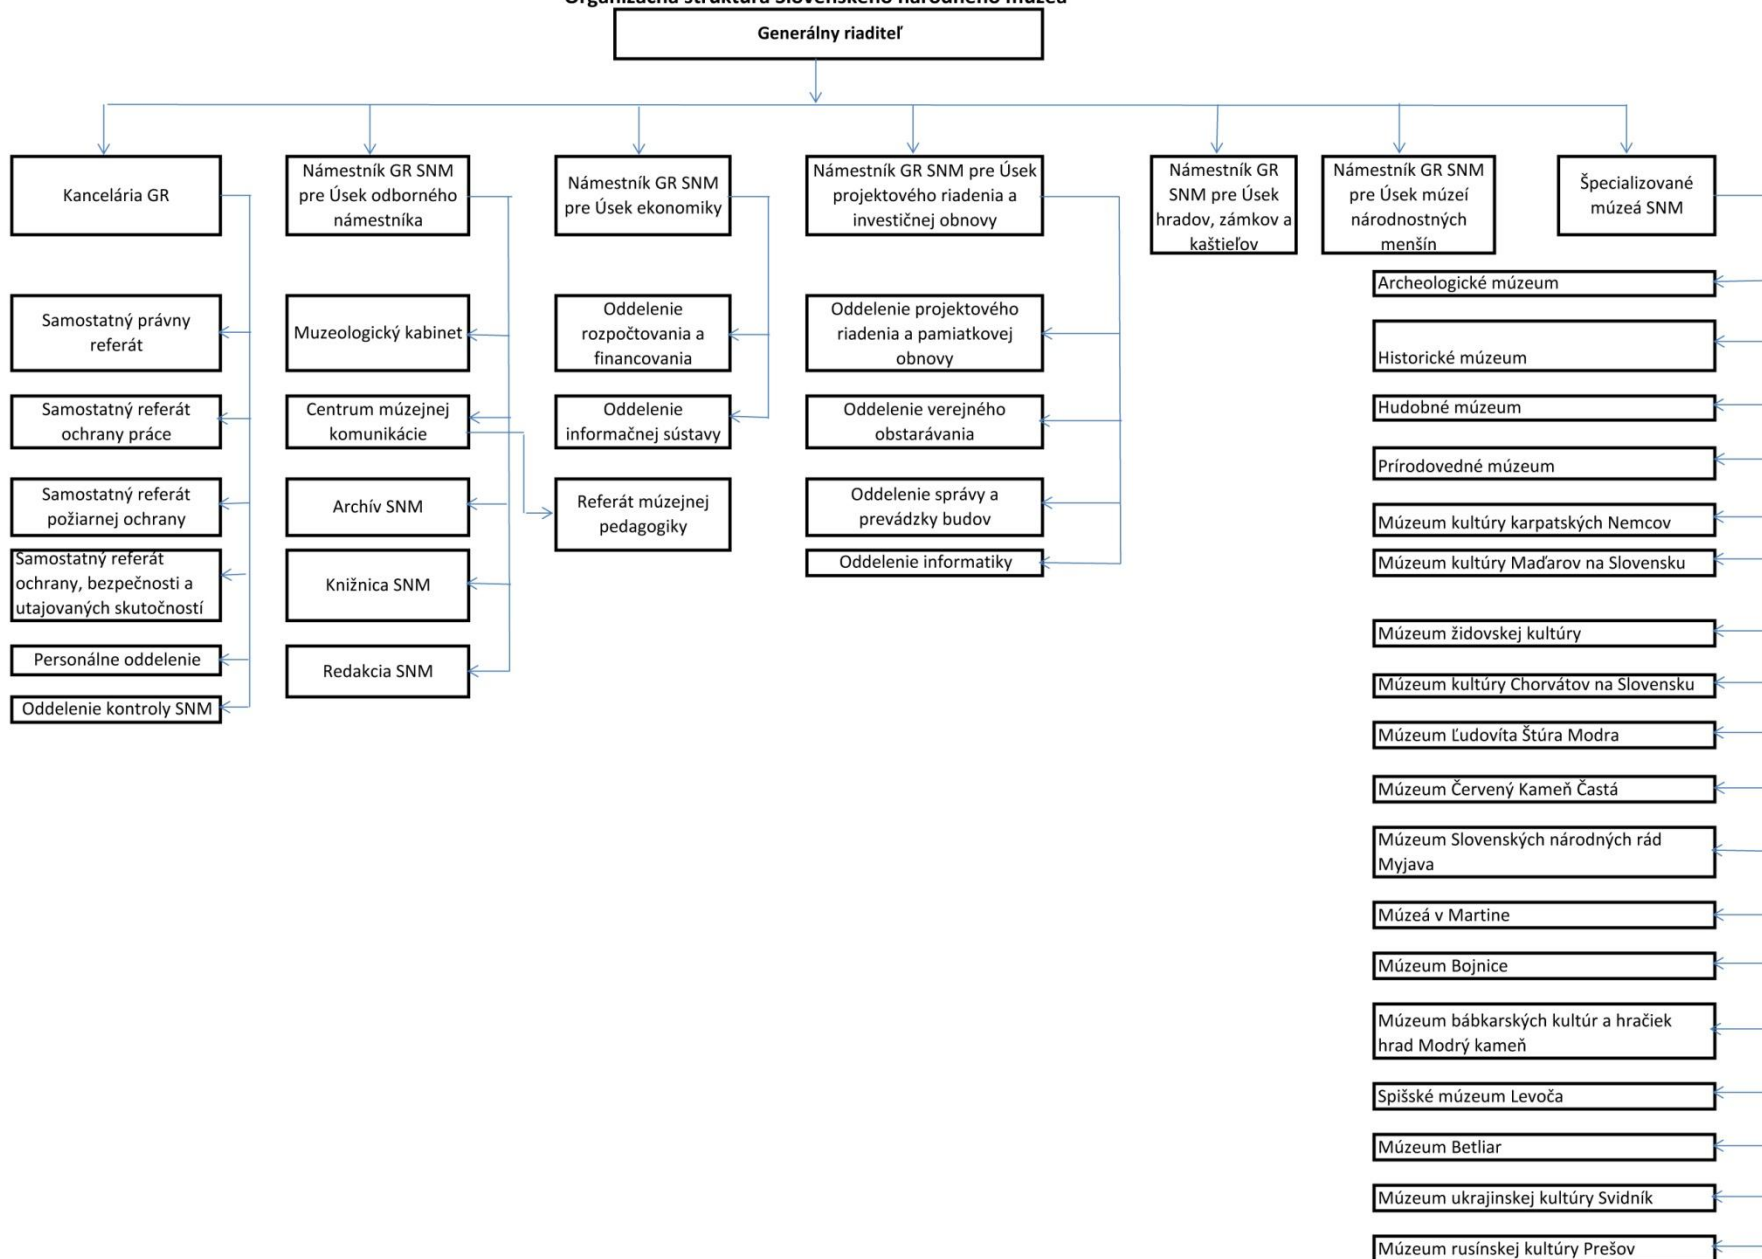 Organizačná štruktúra Slovenského národného múzea
Generálny riaditeľ
Kancelária GR
Námestník GR SNM
pre Úsek odborného
námestníka
Námestník GR SNM
pre Úsek ekonomiky
Námestník GR SNM pre Úsek
projektového riadenia a
investičnej obnovy
Námestník GR
SNM pre Úsek
hradov, zámkov a
kaštieľov
Námestník GR SNM
pre Úsek múzeí
národnostných
menšín
Špecializované
múzeá SNM
Samostatný právny
referát
Samostatný referát
ochrany práce
Samostatný referát
požiarnej ochrany
Samostatný referát
ochrany, bezpečnosti a
utajovaných skutočností
Personálne oddelenie
Oddelenie kontroly SNM
Muzeologický kabinet
Centrum múzejnej
komunikácie
Archív SNM
Knižnica SNM
Redakcia SNM
Oddelenie
rozpočtovania a
financovania
Oddelenie
informačnej sústavy
Referát múzejnej
pedagogiky
Oddelenie projektového
riadenia a pamiatkovej
obnovy
Oddelenie verejného
obstarávania
Oddelenie správy a
prevádzky budov
Oddelenie informatiky
Archeologické múzeum
Historické múzeum
Hudobné múzeum
Prírodovedné múzeum
Múzeum kultúry karpatských Nemcov
Múzeum kultúry Maďarov na Slovensku
Múzeum židovskej kultúry
Múzeum kultúry Chorvátov na Slovensku
Múzeum Ľudovíta Štúra Modra
Múzeum Červený Kameň Častá
Múzeum Slovenských národných rád
Myjava
Múzeá v Martine
Múzeum Bojnice
Múzeum bábkarských kultúr a hračiek
hrad Modrý kameň
Spišské múzeum Levoča
Múzeum Betliar
Múzeum ukrajinskej kultúry Svidník
Múzeum rusínskej kultúry Prešov